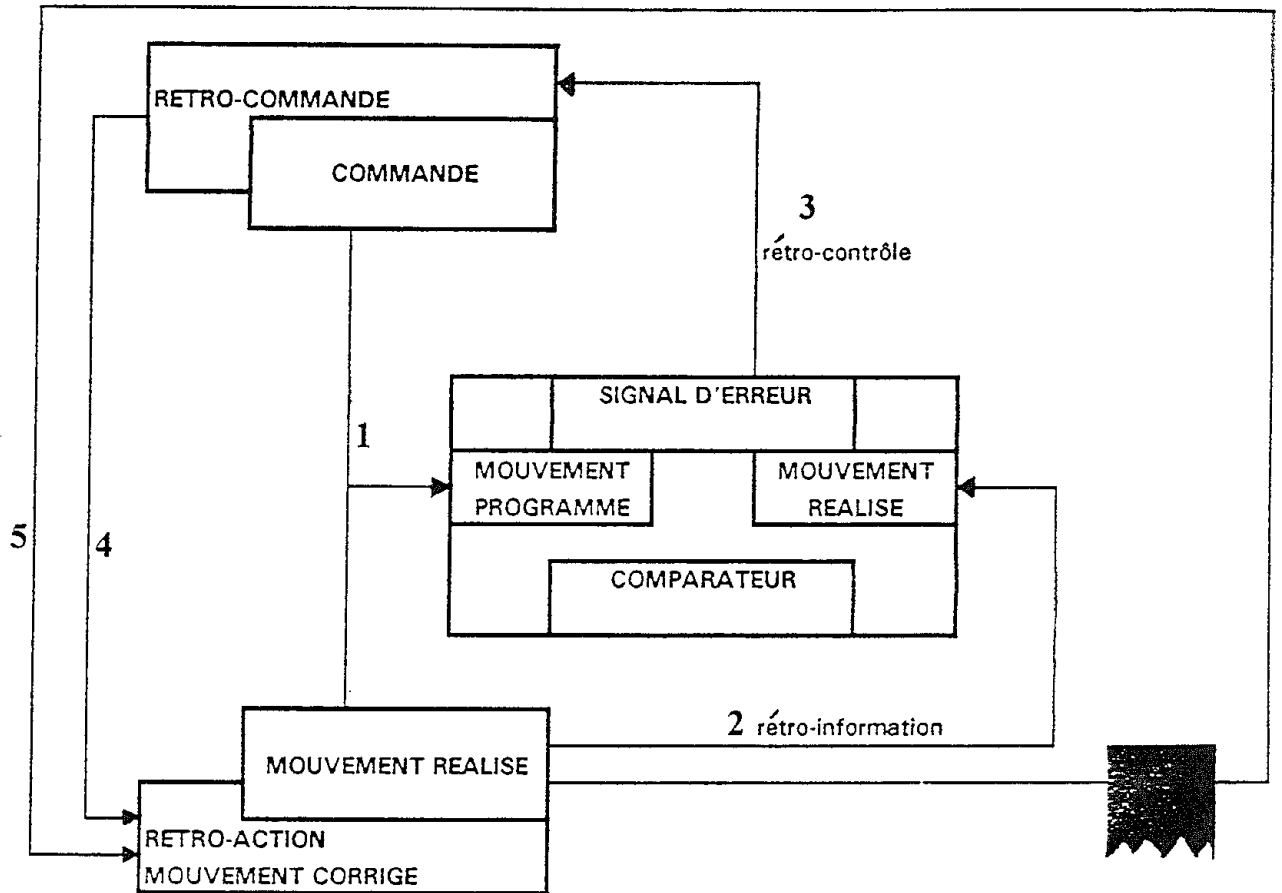 RETRO-COMMANDE
COMMANDE
3
rétro-contrôle
SIGNAL D'ERREUR
1
MOUVEMENT
PROGRAMME
MOUVEMENT
REALISE
5
4
COMPARATEUR
2 rétro-information
MOUVEMENT REALISE
RETRO-ACTION
MOUVEMENT CORRIGE